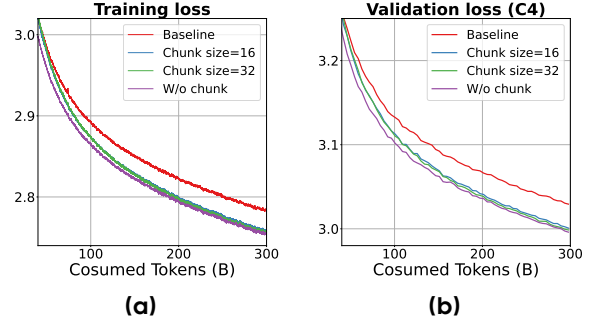 Training loss
3.0
2.9
2.8
Baseline
Chunk size=16
Chunk size=32
W/o chunk
100
200
300
Cosumed Tokens (B)
(a)
Validation loss (C4)
3.2
3.1
3.0
Baseline
Chunk size=16
Chunk size=32
W/o chunk
100
200
300
Cosumed Tokens (B)
(b)